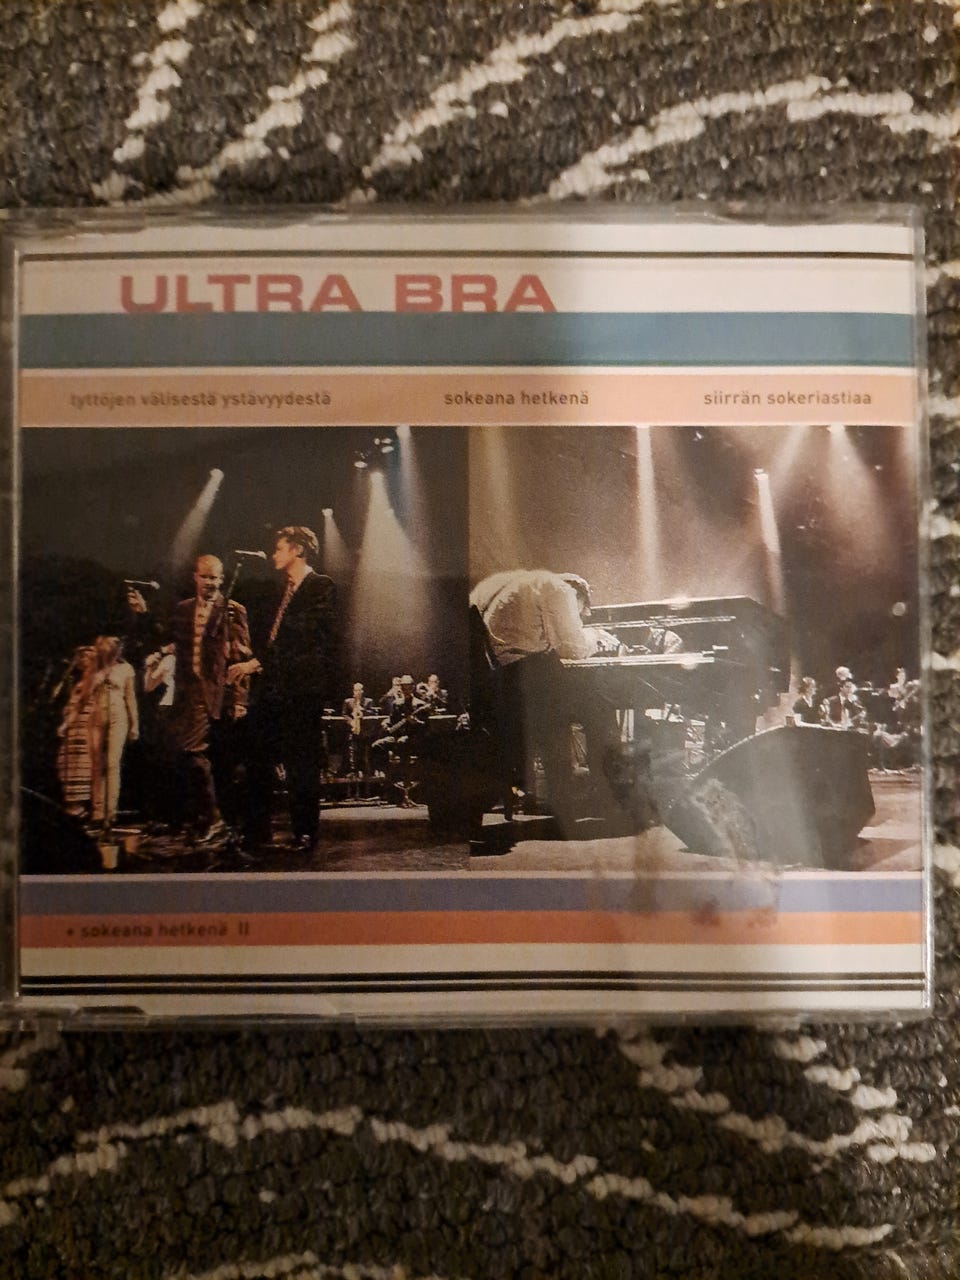 ULTRA BRA
tyttöjen välisestä ystävyydestä sokeana hetkenä siirrän sokeriastiaa
• sokeana hetkenä II